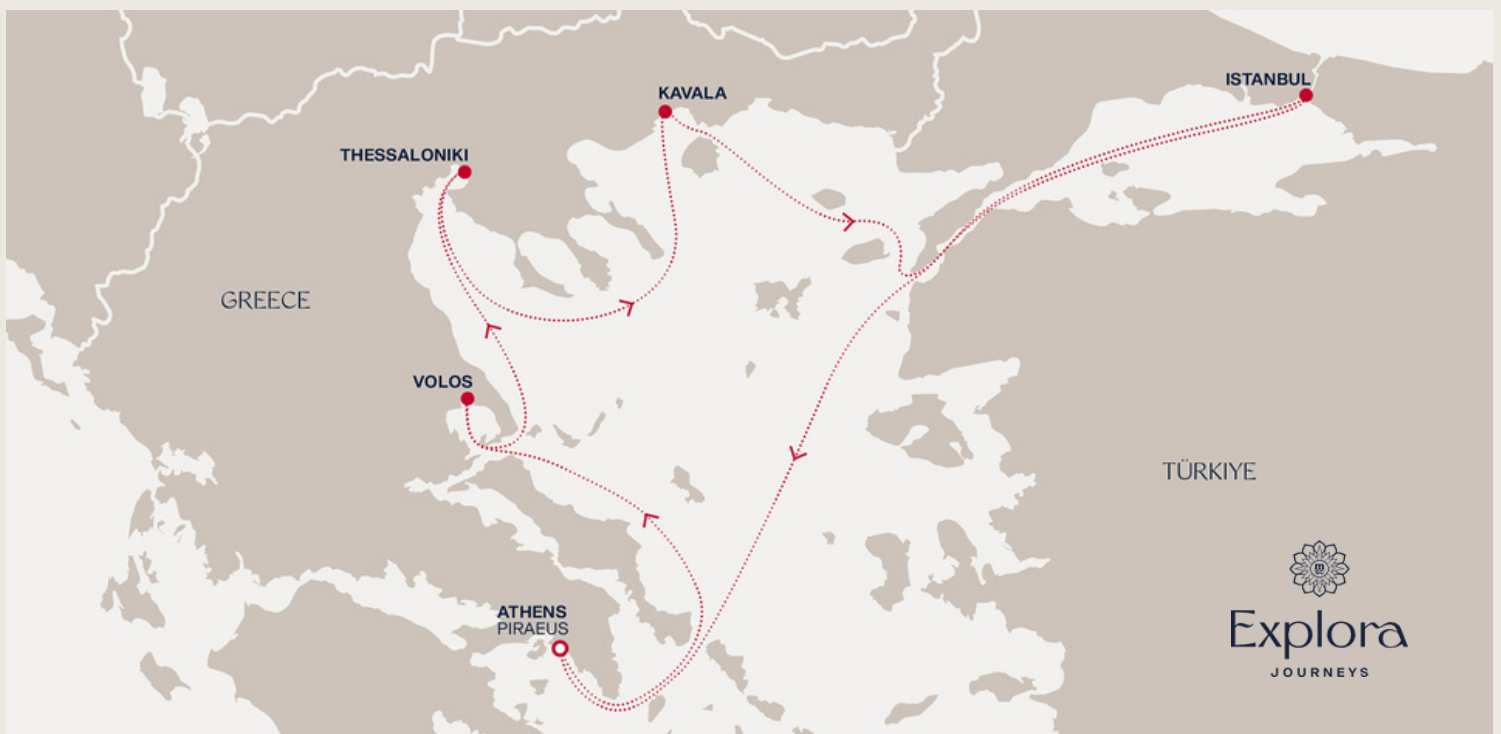 KAVALA
ISTANBUL
THESSALONIKI
GREECE
VOLOS
TÜRKIYE
ATHENS
PIRAEUS
Explora
JOURNEYS